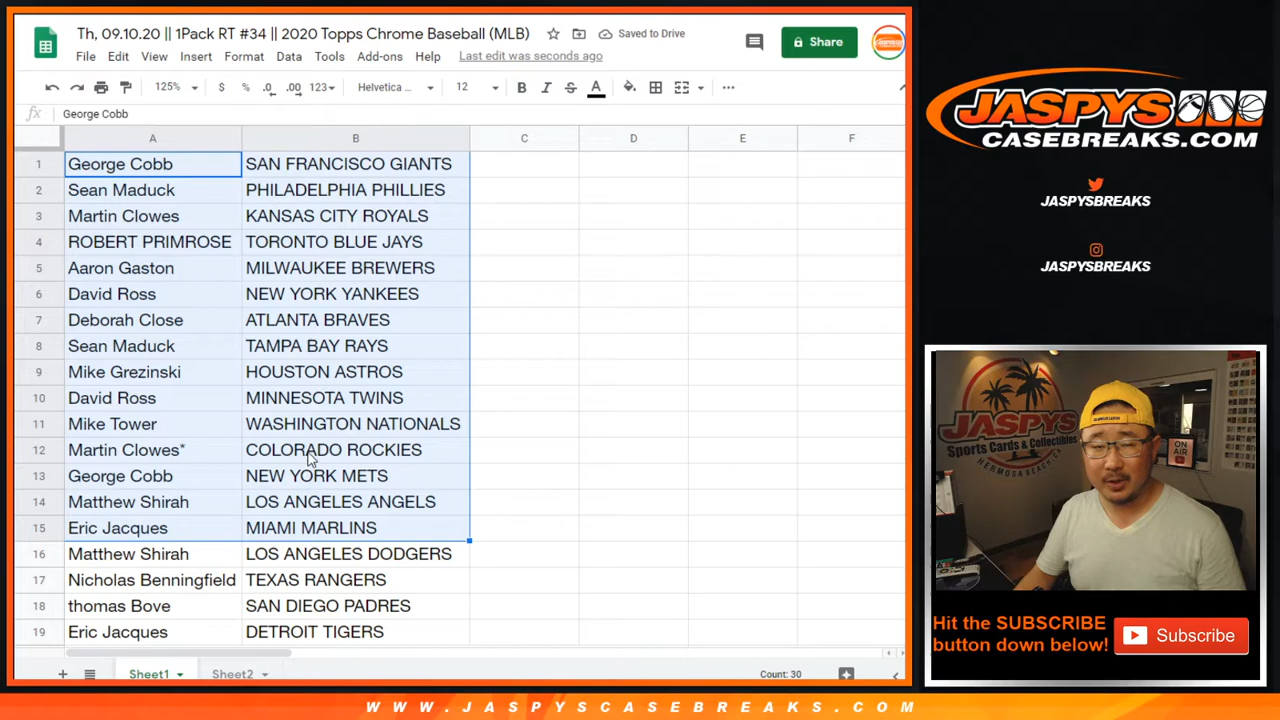 Th, 09.10.20 || 1Pack RT #34 || 2020 Topps Chrome Baseball (MLB) Saved to Drive
File Edit View Insert Format Data Tools Add-ons Help Last edit was seconds ago
Share
125% $ % .0 .00 123 Helvetica ... 12 B I S A
fx George Cobb
A B C D E F
1 George Cobb SAN FRANCISCO GIANTS
2 Sean Maduck PHILADELPHIA PHILLIES
3 Martin Clowes KANSAS CITY ROYALS
4 ROBERT PRIMROSE TORONTO BLUE JAYS
5 Aaron Gaston MILWAUKEE BREWERS
6 David Ross NEW YORK YANKEES
7 Deborah Close ATLANTA BRAVES
8 Sean Maduck TAMPA BAY RAYS
9 Mike Grezinski HOUSTON ASTROS
10 David Ross MINNESOTA TWINS
11 Mike Tower WASHINGTON NATIONALS
12 Martin Clowes* COLORADO ROCKIES
13 George Cobb NEW YORK METS
14 Matthew Shirah LOS ANGELES ANGELS
15 Eric Jacques MIAMI MARLINS
16 Matthew Shirah LOS ANGELES DODGERS
17 Nicholas Benningfield TEXAS RANGERS
18 thomas Bove SAN DIEGO PADRES
19 Eric Jacques DETROIT TIGERS
Sheet1 Sheet2 Count: 30
JASPYS
CASEBREAKS.COM
JASPYSBREAKS
JASPYSBREAKS
JASPYS
Sports Cards & Collectibles
HERMOSA BEACH
ON AIR
Hit the SUBSCRIBE
button down below!
Subscribe
WWW.JASPYSCASEBREAKS.COM